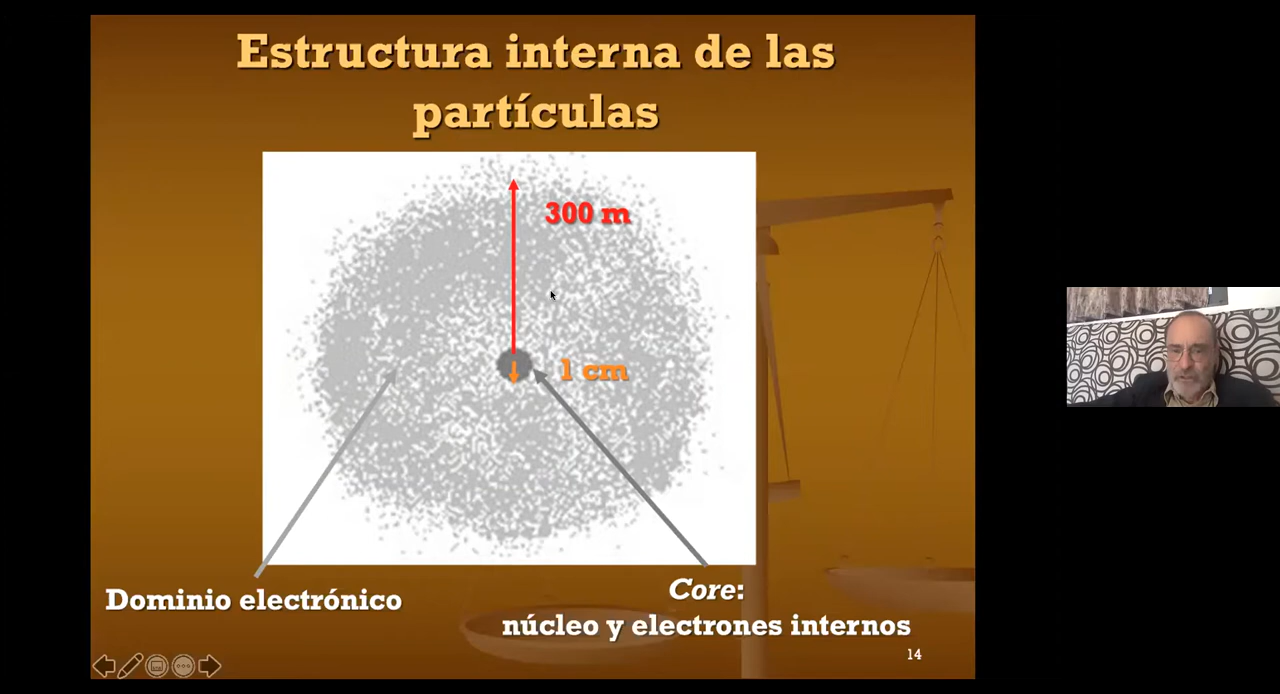 Estructura interna de las
partículas
300 m
1 cm
Dominio electrónico
Core:
núcleo y electrones internos
14